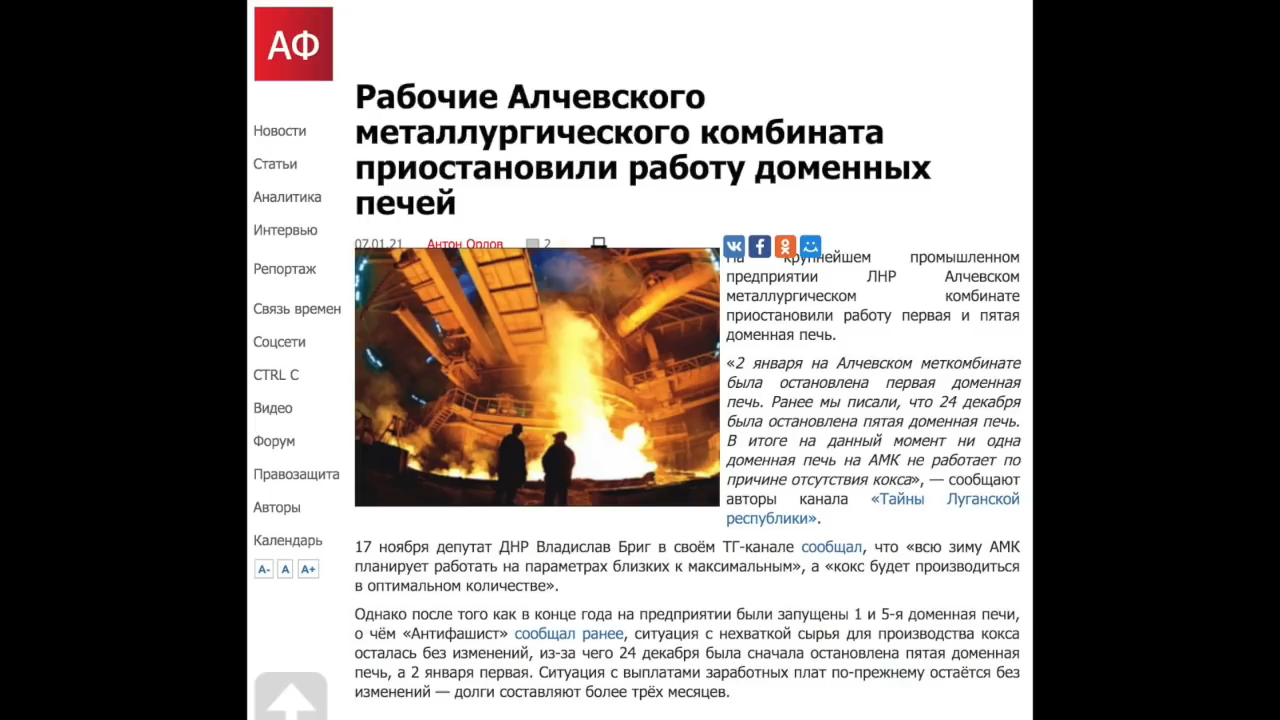 АФ
Рабочие Алчевского
металлургического комбината
приостановили работу доменных
печей
Новости
Статьи
Аналитика
Интервью
Репортаж
Связь времен
Соцсети
CTRL C
Видео
Форум
Правозащита
Авторы
Календарь
A- A A+
07.01.21 Антон Орлов 2
На крупнейшем промышленном
предприятии ЛНР Алчевском
металлургическом комбинате
приостановили работу первая и пятая
доменная печь.
«2 января на Алчевском меткомбинате
была остановлена первая доменная
печь. Ранее мы писали, что 24 декабря
была остановлена пятая доменная печь.
В итоге на данный момент ни одна
доменная печь на АМК не работает по
причине отсутствия кокса», — сообщают
авторы канала «Тайны Луганской
республики».
17 ноября депутат ДНР Владислав Бриг в своём ТГ-канале сообщал, что «всю зиму АМК
планирует работать на параметрах близких к максимальным», а «кокс будет производиться
в оптимальном количестве».
Однако после того как в конце года на предприятии были запущены 1 и 5-я доменная печи,
о чём «Антифашист» сообщал ранее, ситуация с нехваткой сырья для производства кокса
осталась без изменений, из-за чего 24 декабря была сначала остановлена пятая доменная
печь, а 2 января первая. Ситуация с выплатами заработных плат по-прежнему остаётся без
изменений — долги составляют более трёх месяцев.